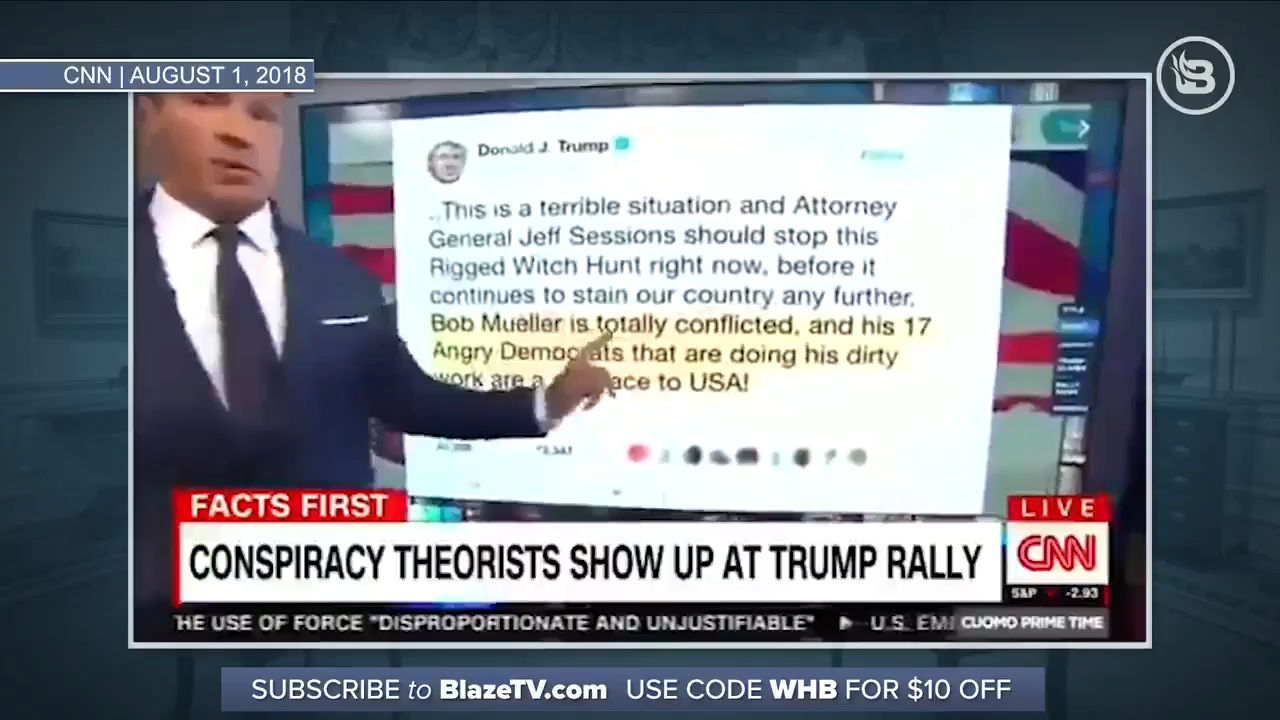 CNN | AUGUST 1, 2018
Donald J. Trump
..This is a terrible situation and Attorney
General Jeff Sessions should stop this
Rigged Witch Hunt right now, before it
continues to stain our country any further.
Bob Mueller is totally conflicted, and his 17
Angry Democrats that are doing his dirty
work are a ace to USA!
FACTS FIRST
CONSPIRACY THEORISTS SHOW UP AT TRUMP RALLY
LIVE
CNN
S&P -2.93
HE USE OF FORCE "DISPROPORTIONATE AND UNJUSTIFIABLE" U.S. EMI
CUOMO PRIME TIME
SUBSCRIBE to BlazeTV.com USE CODE WHB FOR $10 OFF